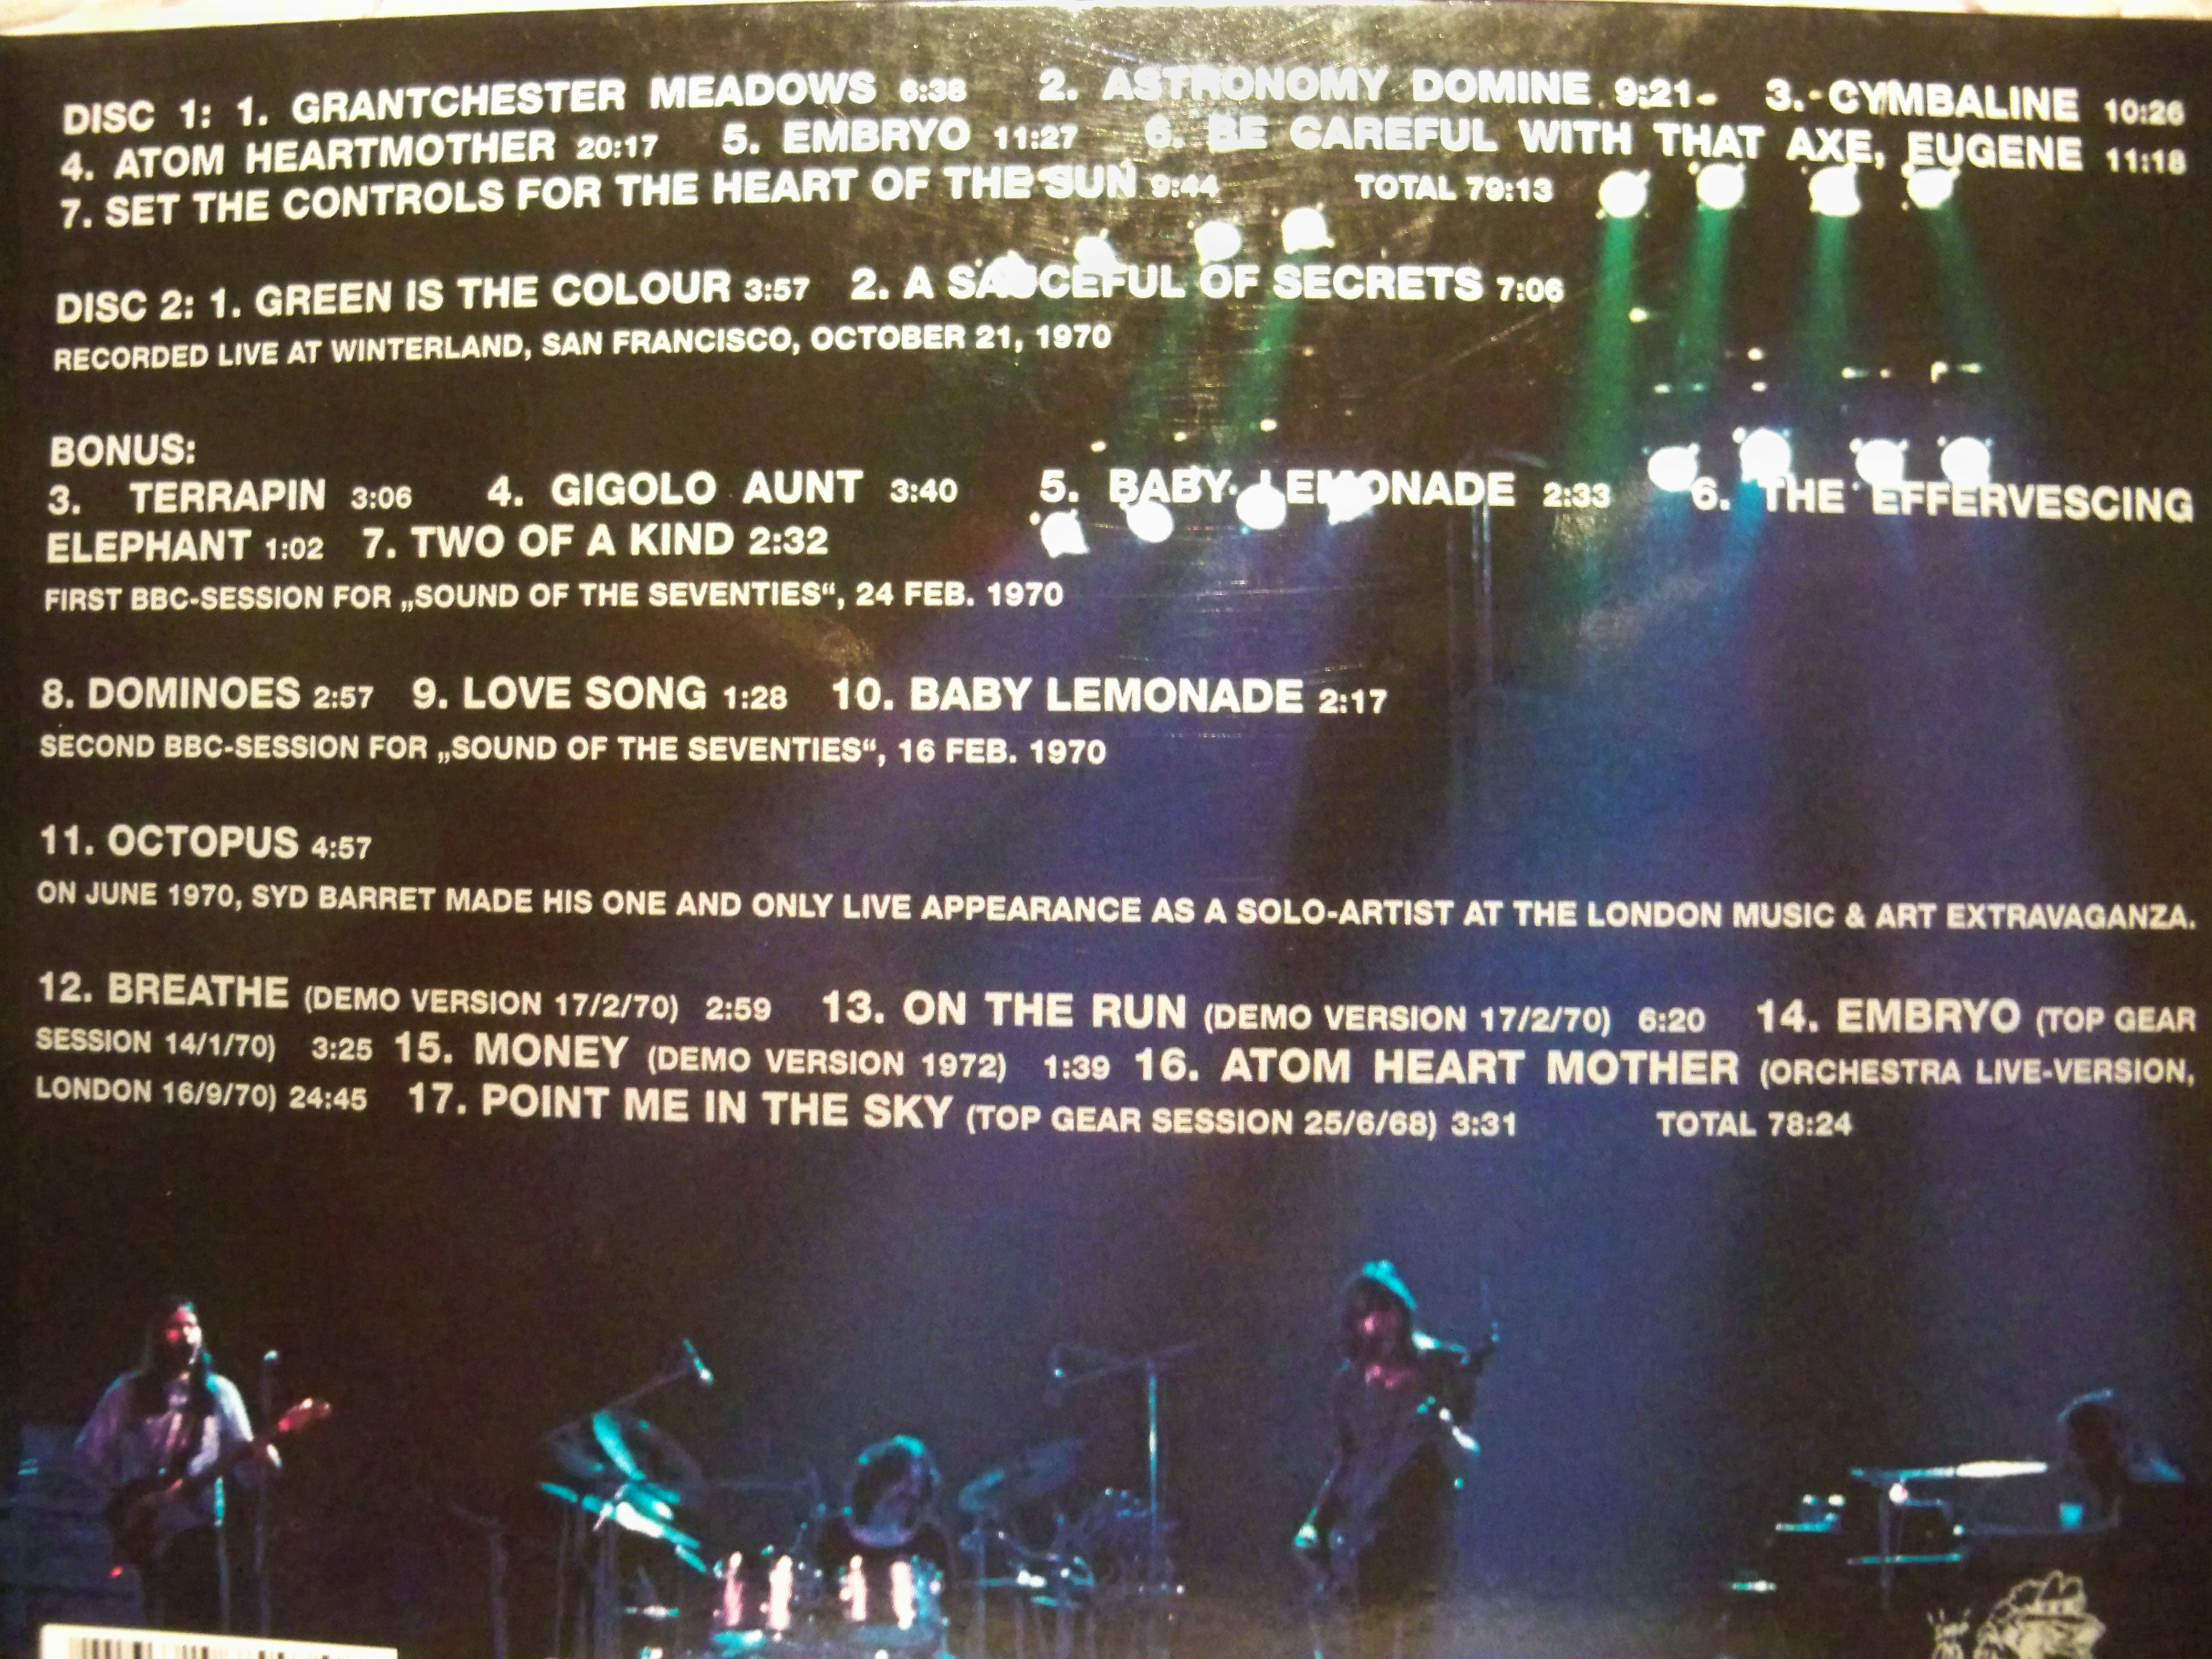 DISC 1: 1. GRANTCHESTER MEADOWS 6:38 2. ASTRONOMY DOMINE 9:21 3. CYMBALINE 10:26
4. ATOM HEARTMOTHER 20:17 5. EMBRYO 11:27 6. BE CAREFUL WITH THAT AXE, EUGENE 11:18
7. SET THE CONTROLS FOR THE HEART OF THE SUN 9:44 TOTAL 79:13
DISC 2: 1. GREEN IS THE COLOUR 3:57 2. A SAUCEFUL OF SECRETS 7:06
RECORDED LIVE AT WINTERLAND, SAN FRANCISCO, OCTOBER 21, 1970
BONUS:
3. TERRAPIN 3:06 4. GIGOLO AUNT 3:40 5. BABY LEMONADE 2:33 6. THE EFFERVESCING
ELEPHANT 1:02 7. TWO OF A KIND 2:32
FIRST BBC-SESSION FOR „SOUND OF THE SEVENTIES“, 24 FEB. 1970
8. DOMINOES 2:57 9. LOVE SONG 1:28 10. BABY LEMONADE 2:17
SECOND BBC-SESSION FOR „SOUND OF THE SEVENTIES“, 16 FEB. 1970
11. OCTOPUS 4:57
ON JUNE 1970, SYD BARRET MADE HIS ONE AND ONLY LIVE APPEARANCE AS A SOLO-ARTIST AT THE LONDON MUSIC & ART EXTRAVAGANZA.
12. BREATHE (DEMO VERSION 17/2/70) 2:59 13. ON THE RUN (DEMO VERSION 17/2/70) 6:20 14. EMBRYO (TOP GEAR
SESSION 14/1/70) 3:25 15. MONEY (DEMO VERSION 1972) 1:39 16. ATOM HEART MOTHER (ORCHESTRA LIVE-VERSION,
LONDON 16/9/70) 24:45 17. POINT ME IN THE SKY (TOP GEAR SESSION 25/6/68) 3:31 TOTAL 78:24